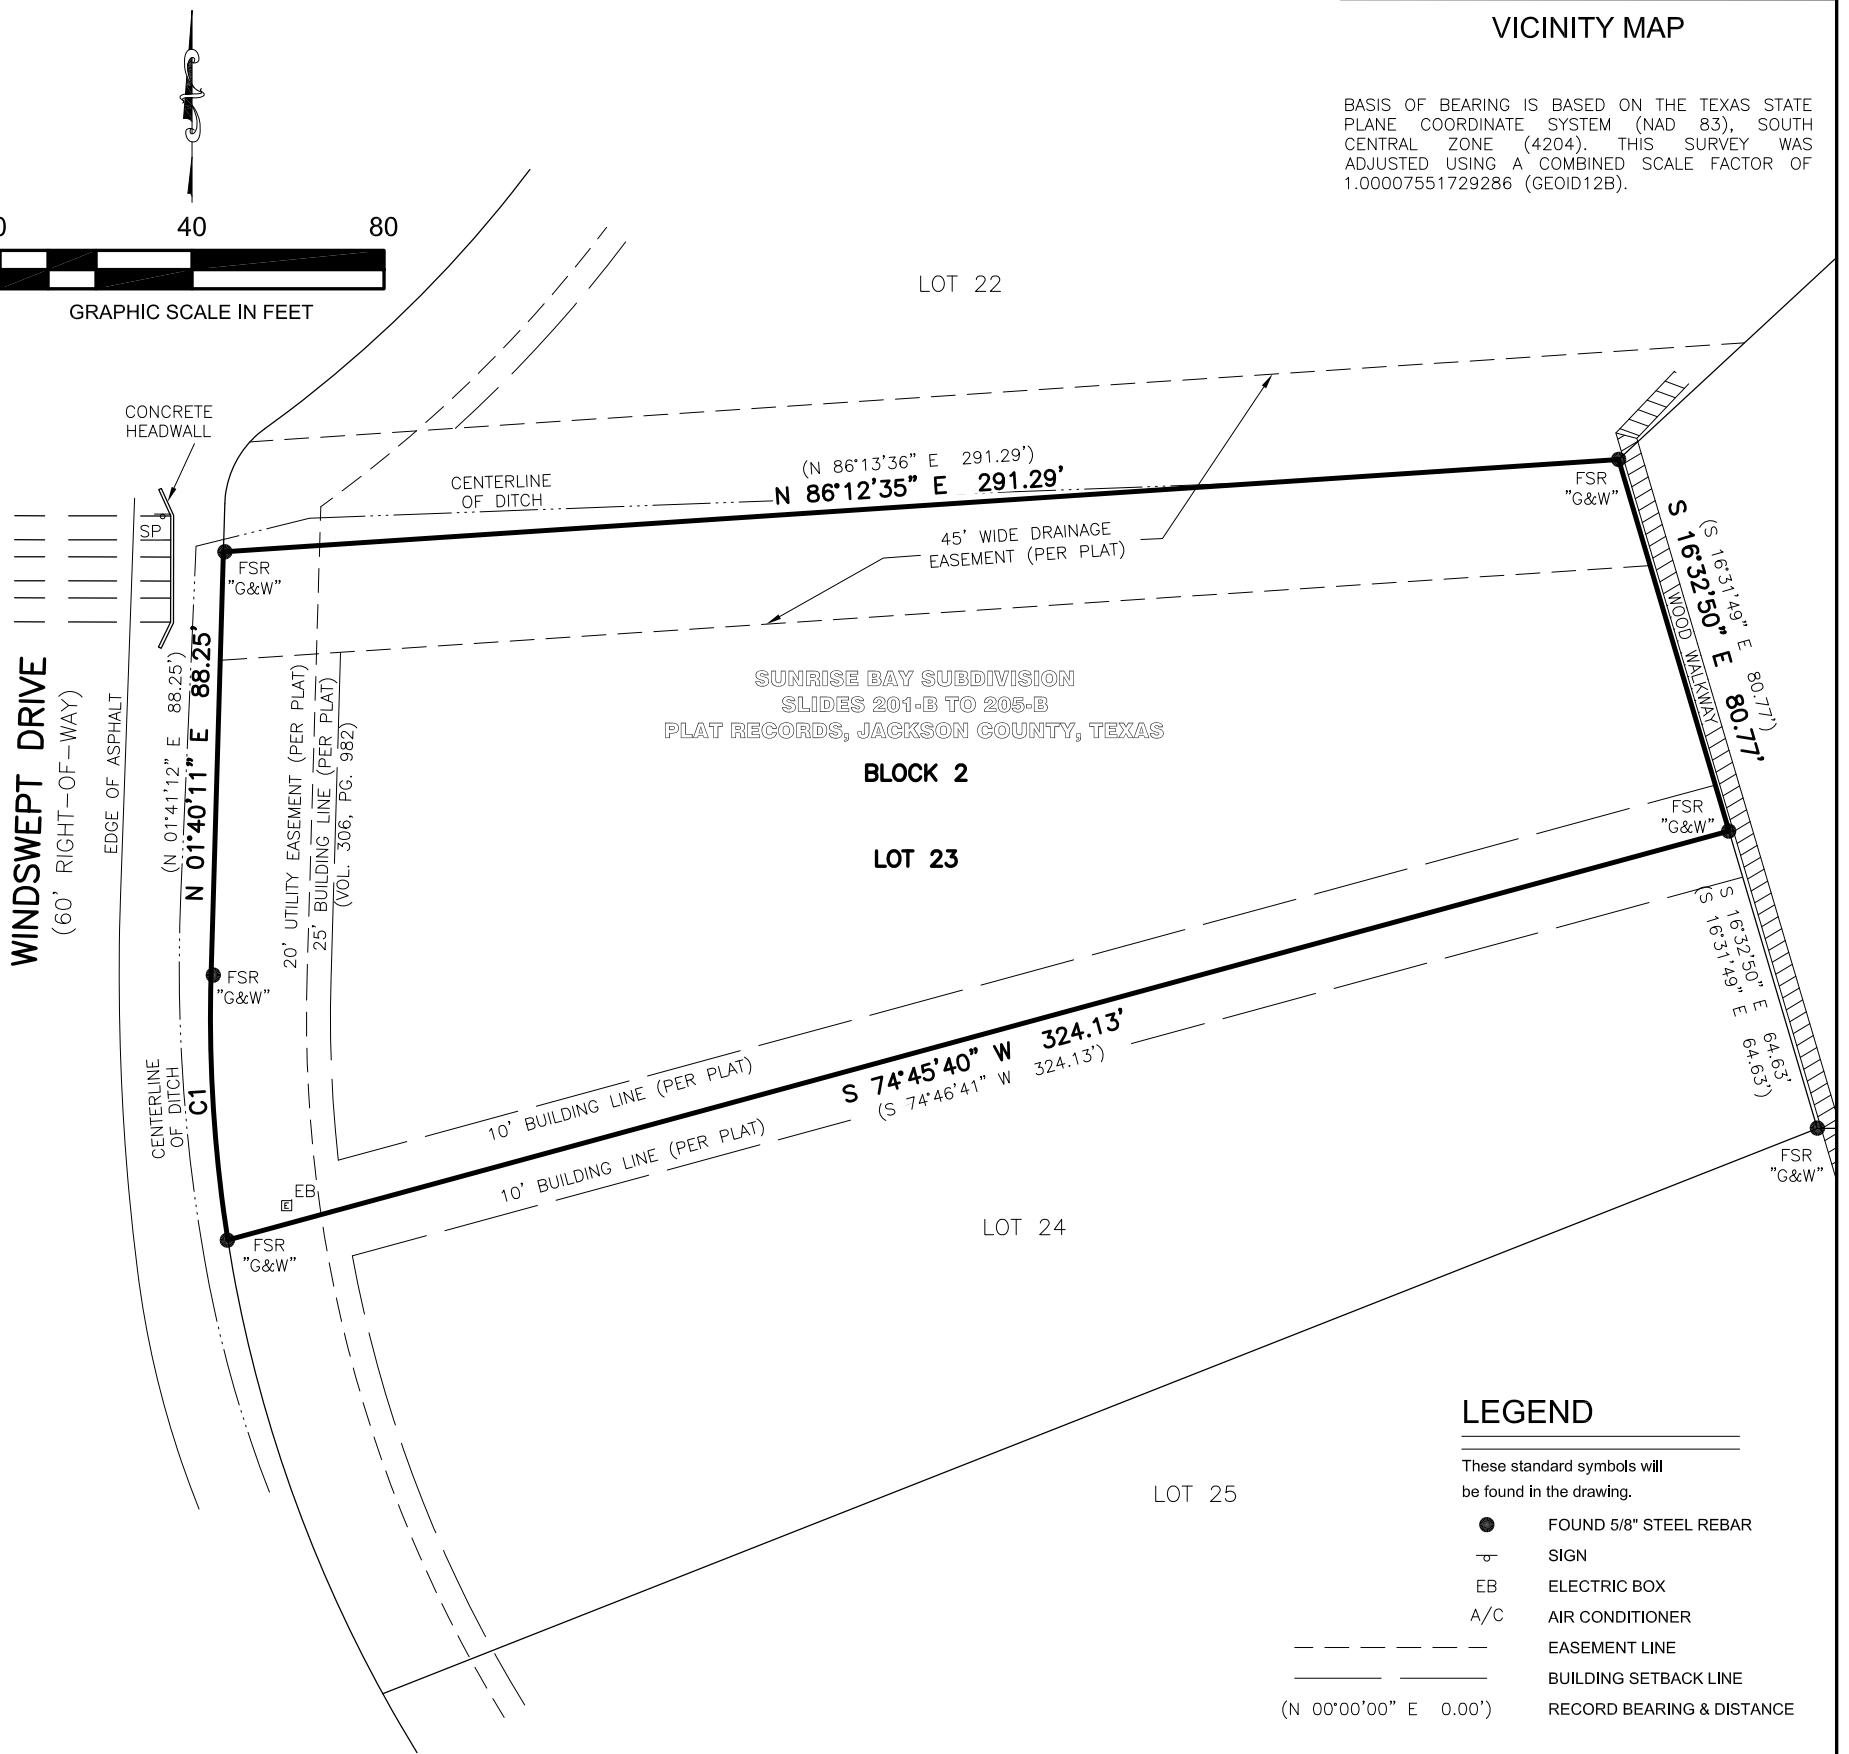 VICINITY MAP
BASIS OF BEARING IS BASED ON THE TEXAS STATE
PLANE COORDINATE SYSTEM (NAD 83), SOUTH
CENTRAL ZONE (4204). THIS SURVEY WAS
ADJUSTED USING A COMBINED SCALE FACTOR OF
1.00007551729286 (GEOID12B).
0 40 80
GRAPHIC SCALE IN FEET
LOT 22
CONCRETE
HEADWALL
SP
CENTERLINE
OF DITCH
(N 86°13'36" E 291.29')
N 86°12'35" E 291.29'
45' WIDE DRAINAGE
EASEMENT (PER PLAT)
FSR
"G&W"
FSR
"G&W"
S 16°32'50" E 80.77'
(S 16°31'49" E 80.77')
WOOD WALKWAY
WINDSWEPT DRIVE
(60' RIGHT-OF-WAY)
EDGE OF ASPHALT
(N 01°41'12" E 88.25')
N 01°40'11" E 88.25'
20' UTILITY EASEMENT (PER PLAT)
25' BUILDING LINE (PER PLAT)
(VOL. 306, PG. 982)
SUNRISE BAY SUBDIVISION
SLIDES 201-B TO 205-B
PLAT RECORDS, JACKSON COUNTY, TEXAS
BLOCK 2
LOT 23
FSR
"G&W"
FSR
"G&W"
S 16°32'50" E 64.63'
(S 16°31'49" E 64.63')
CENTERLINE
OF DITCH
C1
10' BUILDING LINE (PER PLAT)
S 74°45'40" W 324.13'
(S 74°46'41" W 324.13')
10' BUILDING LINE (PER PLAT)
E
EB
FSR
"G&W"
FSR
"G&W"
LOT 24
LOT 25
LEGEND
These standard symbols will
be found in the drawing.
FOUND 5/8" STEEL REBAR
SIGN
EB ELECTRIC BOX
A/C AIR CONDITIONER
EASEMENT LINE
BUILDING SETBACK LINE
(N 00°00'00" E 0.00') RECORD BEARING & DISTANCE